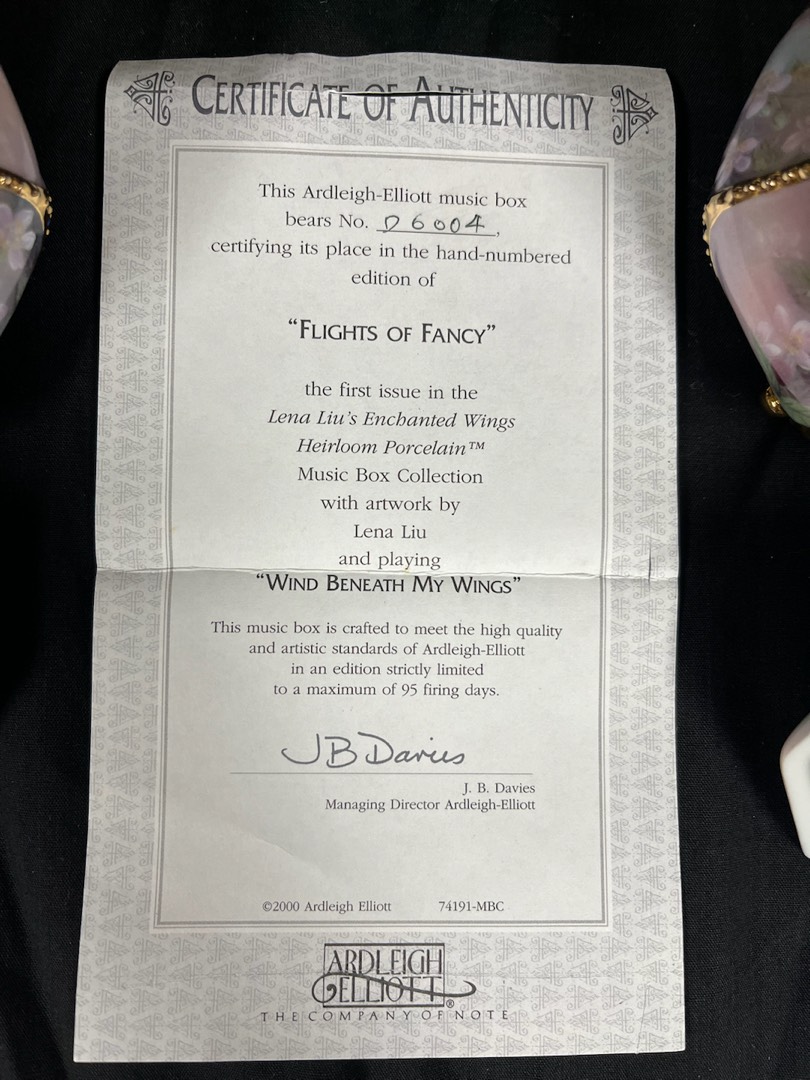 CERTIFICATE OF AUTHENTICITY
This Ardleigh-Elliott music box
bears No. D6004,
certifying its place in the hand-numbered
edition of
“FLIGHTS OF FANCY”
the first issue in the
Lena Liu's Enchanted Wings
Heirloom Porcelain™
Music Box Collection
with artwork by
Lena Liu
and playing
“WIND BENEATH MY WINGS”
This music box is crafted to meet the high quality
and artistic standards of Ardleigh-Elliott
in an edition strictly limited
to a maximum of 95 firing days.
JB Davies
J. B. Davies
Managing Director Ardleigh-Elliott
©2000 Ardleigh Elliott 74191-MBC
ARDLEIGH
ELLIOTT®
THE COMPANY OF NOTE